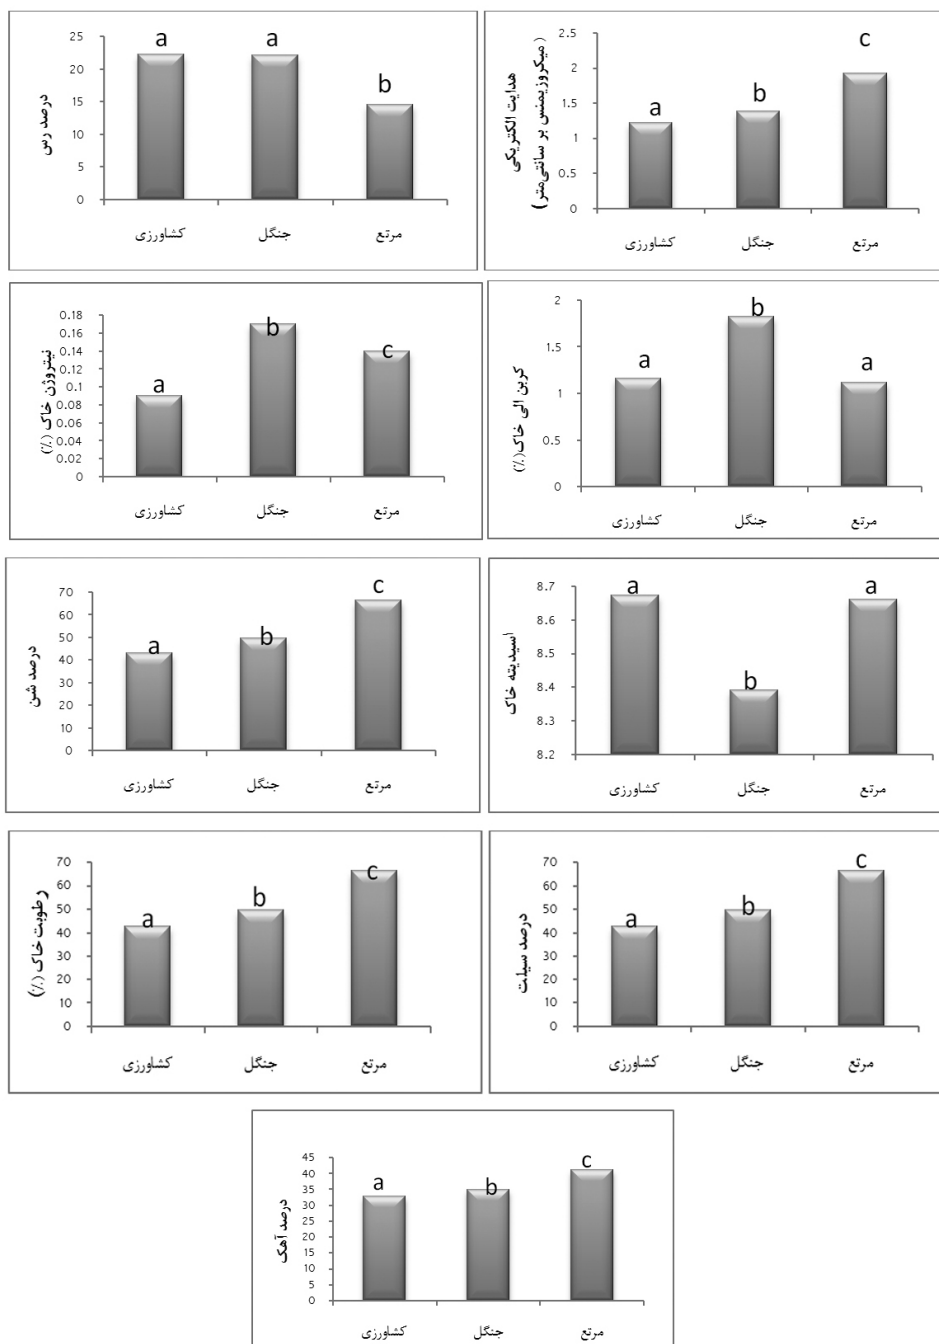 درصد رس
25
20
15
10
5
0
a
a
b
کشاورزی
جنگل
مرتع
هدایت الکتریکی
( میکروزیمنس بر سانتی‌متر)
2.5
2
1.5
1
0.5
0
a
b
c
کشاورزی
جنگل
مرتع
نیتروژن خاک (٪)
0.18
0.16
0.14
0.12
0.1
0.08
0.06
0.04
0.02
0
a
b
c
کشاورزی
جنگل
مرتع
کربن الی خاک(٪)
2
1.5
1
0.5
0
a
b
a
کشاورزی
جنگل
مرتع
درصد شن
70
60
50
40
30
20
10
0
a
b
c
کشاورزی
جنگل
مرتع
اسیدیته خاک
8.7
8.6
8.5
8.4
8.3
8.2
a
b
a
کشاورزی
جنگل
مرتع
رطوبت خاک (٪)
70
60
50
40
30
20
10
0
a
b
c
کشاورزی
جنگل
مرتع
درصد سیلت
70
60
50
40
30
20
10
0
a
b
c
کشاورزی
جنگل
مرتع
درصد آهک
45
40
35
30
25
20
15
10
5
0
a
b
c
کشاورزی
جنگل
مرتع